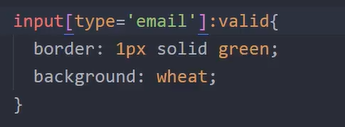 input[type='email']:valid{
  border: 1px solid green;
  background: wheat;
}